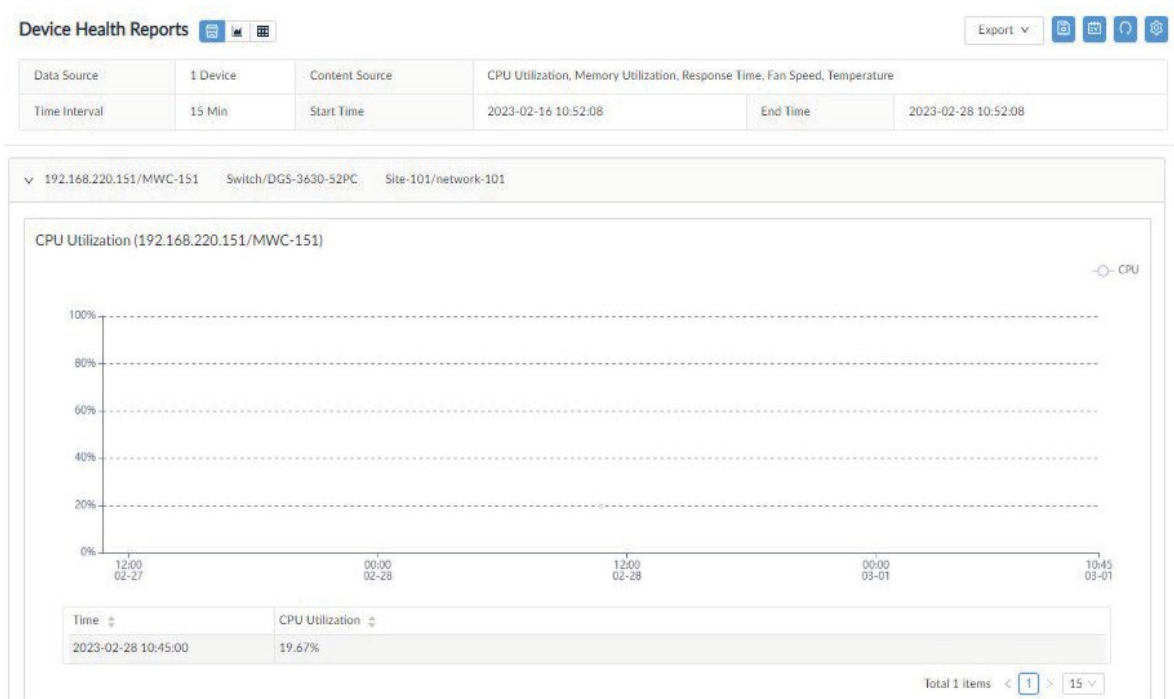 Device Health Reports
Export
Data Source 1 Device Content Source CPU Utilization, Memory Utilization, Response Time, Fan Speed, Temperature
Time Interval 15 Min Start Time 2023-02-16 10:52:08 End Time 2023-02-28 10:52:08
192.168.220.151/MWC-151 Switch/DGS-3630-52PC Site-101/network-101
CPU Utilization (192.168.220.151/MWC-151)
CPU
100%
80%
60%
40%
20%
0%
12:00 00:00 12:00 00:00 10:45
02-27 02-28 02-28 03-01 03-01
Time CPU Utilization
2023-02-28 10:45:00 19.67%
Total 1 items < 1 > 15